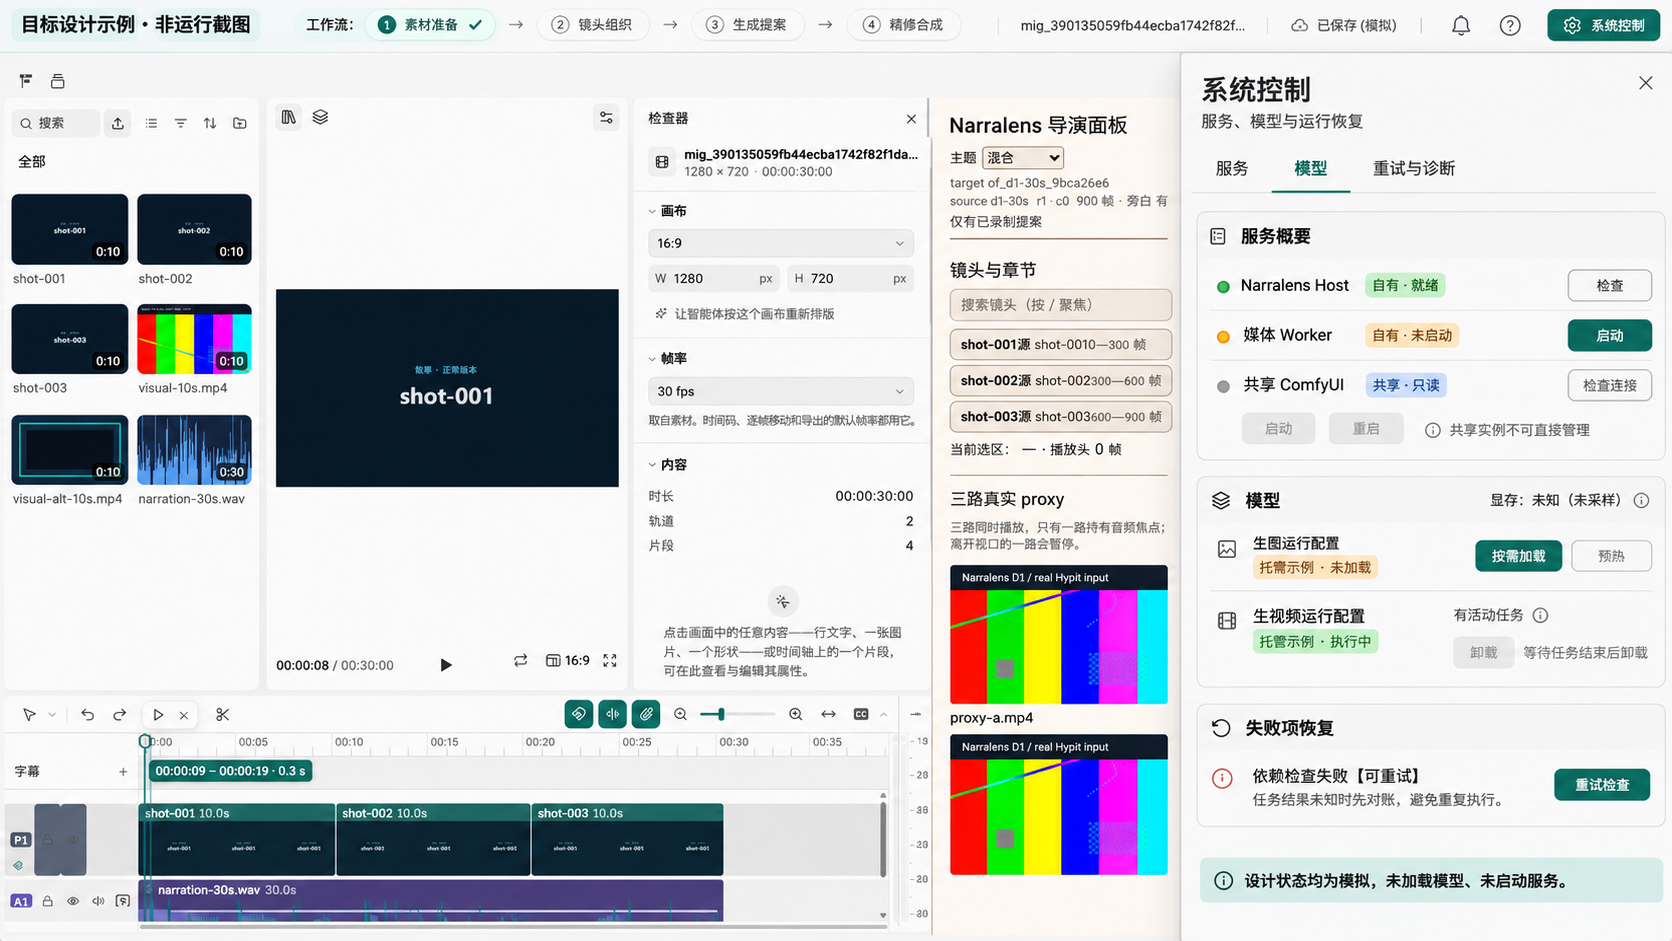 目标设计示例·非运行截图
工作流：
1 素材准备
2 镜头组织
3 生成提案
4 精修合成
mig_390135059fb44ecba1742f82f...
已保存 (模拟)
系统控制
搜索
全部
shot-001
0:10
shot-002
0:10
shot-001
shot-002
shot-003
0:10
0:10
shot-003
visual-10s.mp4
0:10
0:30
visual-alt-10s.mp4
narration-30s.wav
shot-001
00:00:08 / 00:30:00
16:9
检查器
mig_390135059fb44ecba1742f82f1da...
1280 × 720 · 00:00:30:00
画布
16:9
W 1280 px
H 720 px
让智能体按这个画布重新排版
帧率
30 fps
取自素材。时间码、逐帧移动和导出的默认帧率都用它。
内容
时长 00:00:30:00
轨道 2
片段 4
点击画面中的任意内容——一行文字、一张图
片、一个形状——或时间轴上的一个片段，
可在此查看与编辑其属性。
Narralens 导演面板
主题 混合
target of_d1-30s_9bca26e6
source d1-30s r1 · c0 900 帧 · 旁白 有
仅有已录制提案
镜头与章节
搜索镜头（按 / 聚焦）
shot-001源 shot-0010—300 帧
shot-002源 shot-002300—600 帧
shot-003源 shot-003600—900 帧
当前选区： — · 播放头 0 帧
三路真实 proxy
三路同时播放，只有一路持有音频焦点；
离开视口的一路会暂停。
Narralens D1 / real Hypit input
proxy-a.mp4
Narralens D1 / real Hypit input
系统控制
服务、模型与运行恢复
服务
模型
重试与诊断
服务概要
Narralens Host 自有·就绪 检查
媒体 Worker 自有·未启动 启动
共享 ComfyUI 共享·只读 检查连接
启动 重启 共享实例不可直接管理
模型 显存：未知（未采样）
生图运行配置
托管示例 · 未加载
按需加载 预热
生视频运行配置 有活动任务
托管示例 · 执行中
卸载 等待任务结束后卸载
失败项恢复
依赖检查失败【可重试】
任务结果未知时先对账，避免重复执行。
重试检查
设计状态均为模拟，未加载模型、未启动服务。
CC
0:00 00:05 00:10 00:15 00:20 00:25 00:30 00:35
字幕
00:00:09 – 00:00:19 · 0.3 s
P1
shot-001 10.0s
shot-002 10.0s
shot-003 10.0s
A1
narration-30s.wav 30.0s
-19
-20
-30
-20
-20
-30